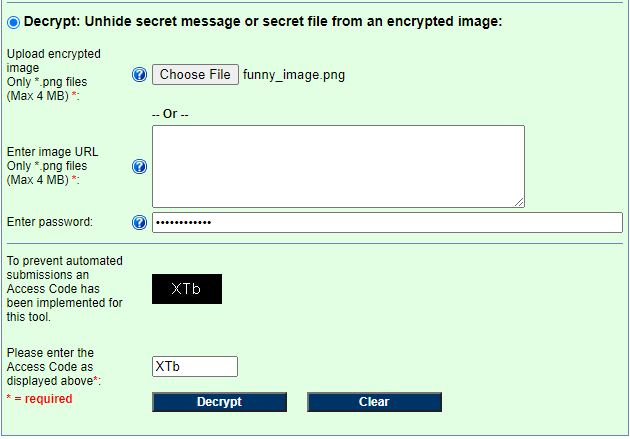 Decrypt: Unhide secret message or secret file from an encrypted image:
Upload encrypted
image
Only *.png files
(Max 4 MB) *:
? Choose File funny_image.png
-- Or --
Enter image URL
Only *.png files
(Max 4 MB) *:
?
Enter password: ? ••••••••••••
To prevent automated
submissions an
Access Code has
been implemented for
this tool.
XTb
Please enter the
Access Code as
displayed above*:
XTb
* = required
Decrypt Clear